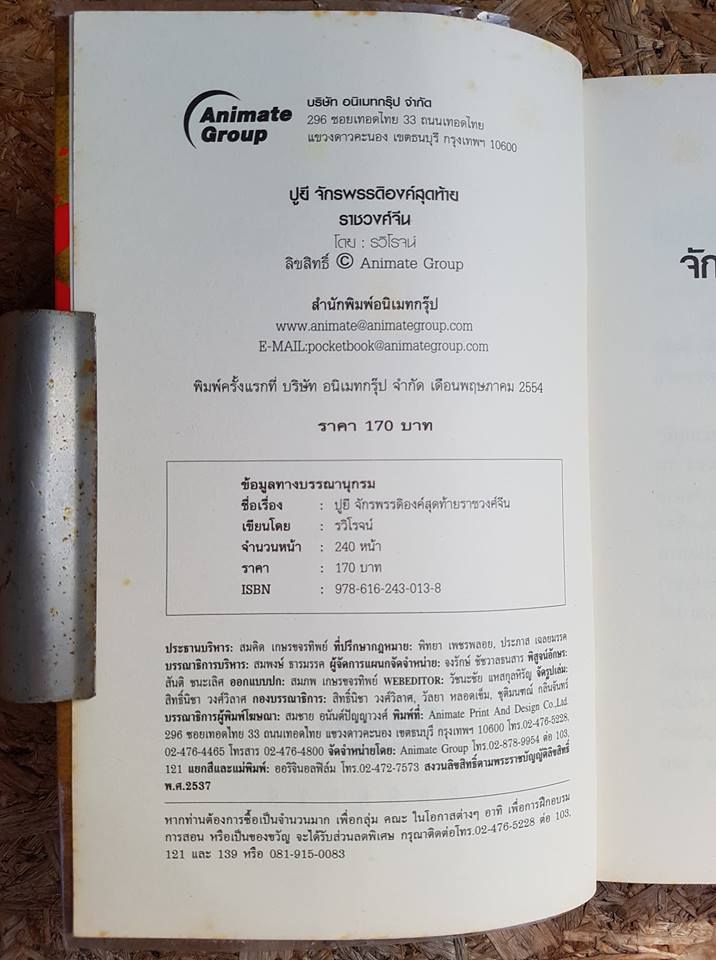 Animate
Group
บริษัท อนิเมทกรุ๊ป จำกัด
296 ซอยเทอดไทย 33 ถนนเทอดไทย
แขวงดาวคะนอง เขตธนบุรี กรุงเทพฯ 10600
ปูยี จักรพรรดิองค์สุดท้าย
ราชวงศ์จีน
โดย : รวิโรจน์
ลิขสิทธิ์ © Animate Group
สำนักพิมพ์อนิเมทกรุ๊ป
www.animate@animategroup.com
E-MAIL:pocketbook@animategroup.com
พิมพ์ครั้งแรกที่ บริษัท อนิเมทกรุ๊ป จำกัด เดือนพฤษภาคม 2554
ราคา 170 บาท
ข้อมูลทางบรรณานุกรม
ชื่อเรื่อง : ปูยี จักรพรรดิองค์สุดท้ายราชวงศ์จีน
เขียนโดย : รวิโรจน์
จำนวนหน้า : 240 หน้า
ราคา : 170 บาท
ISBN : 978-616-243-013-8
ประธานบริหาร: สมคิด เกษรขจรทิพย์ ที่ปรึกษากฎหมาย: พิทยา เพชรพลอย, ประภาส เฉลยมรรค
บรรณาธิการบริหาร: สมพงษ์ ธารมรรค ผู้จัดการแผนกจัดจำหน่าย: จงรักษ์ ชัชวาลธนสาร พิสูจน์อักษร:
สันติ ชนะเลิศ ออกแบบปก: สมภพ เกษรขจรทิพย์ WEBEDITOR: วัชนะชัย แหสกุลหิรัญ จัดรูปเล่ม:
สิทธิ์นิชา วงศ์วิลาศ กองบรรณาธิการ: สิทธิ์นิชา วงศ์วิลาศ, วัลยา หลอดเข็ม, ชุติมนฑณ์ กลิ่นจันทร์
บรรณาธิการผู้พิมพ์โฆษณา: สมชาย อนันต์ปัญญาวงศ์ พิมพ์ที่: Animate Print And Design Co.,Ltd.
296 ซอยเทอดไทย 33 ถนนเทอดไทย แขวงดาวคะนอง เขตธนบุรี กรุงเทพฯ 10600 โทร.02-476-5228,
02-476-4465 โทรสาร 02-476-4800 จัดจำหน่ายโดย: Animate Group โทร.02-878-9954 ต่อ 103,
121 แยกสีและแม่พิมพ์: ออริจินอลฟิล์ม โทร.02-472-7573 สงวนลิขสิทธิ์ตามพระราชบัญญัติลิขสิทธิ์
พ.ศ.2537
หากท่านต้องการซื้อเป็นจำนวนมาก เพื่อกลุ่ม คณะ ในโอกาสต่างๆ อาทิ เพื่อการฝึกอบรม
การสอน หรือเป็นของขวัญ จะได้รับส่วนลดพิเศษ กรุณาติดต่อโทร.02-476-5228 ต่อ 103,
121 และ 139 หรือ 081-915-0083
จัก